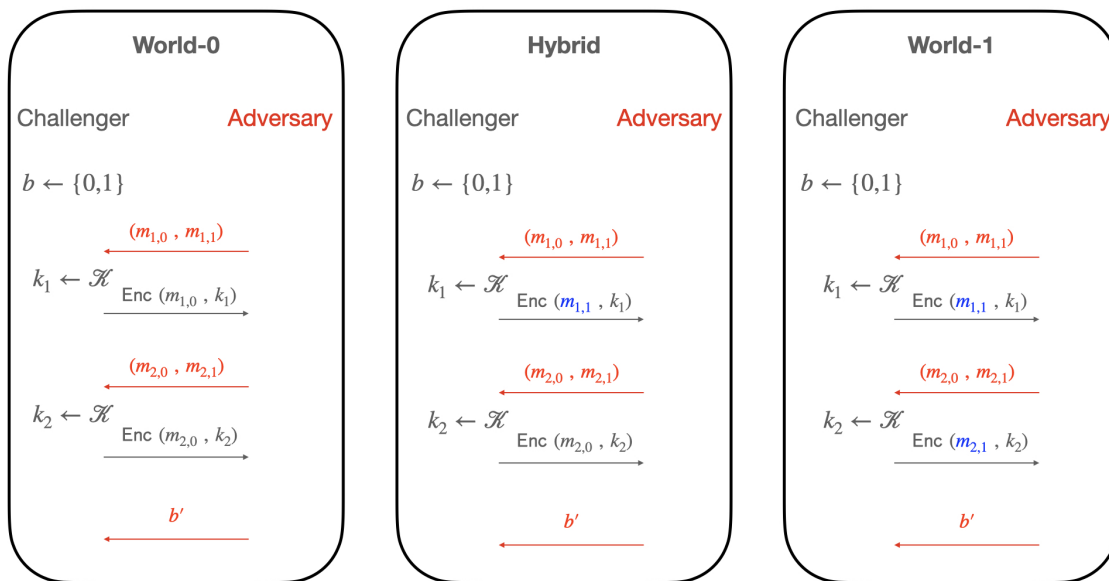 World-0
Challenger Adversary
b ← {0,1}
(m₁,₀ , m₁,₁)
k₁ ← 𝒦
Enc (m₁,₀ , k₁)
(m₂,₀ , m₂,₁)
k₂ ← 𝒦
Enc (m₂,₀ , k₂)
b′
Hybrid
Challenger Adversary
b ← {0,1}
(m₁,₀ , m₁,₁)
k₁ ← 𝒦
Enc (m₁,₁ , k₁)
(m₂,₀ , m₂,₁)
k₂ ← 𝒦
Enc (m₂,₀ , k₂)
b′
World-1
Challenger Adversary
b ← {0,1}
(m₁,₀ , m₁,₁)
k₁ ← 𝒦
Enc (m₁,₁ , k₁)
(m₂,₀ , m₂,₁)
k₂ ← 𝒦
Enc (m₂,₁ , k₂)
b′